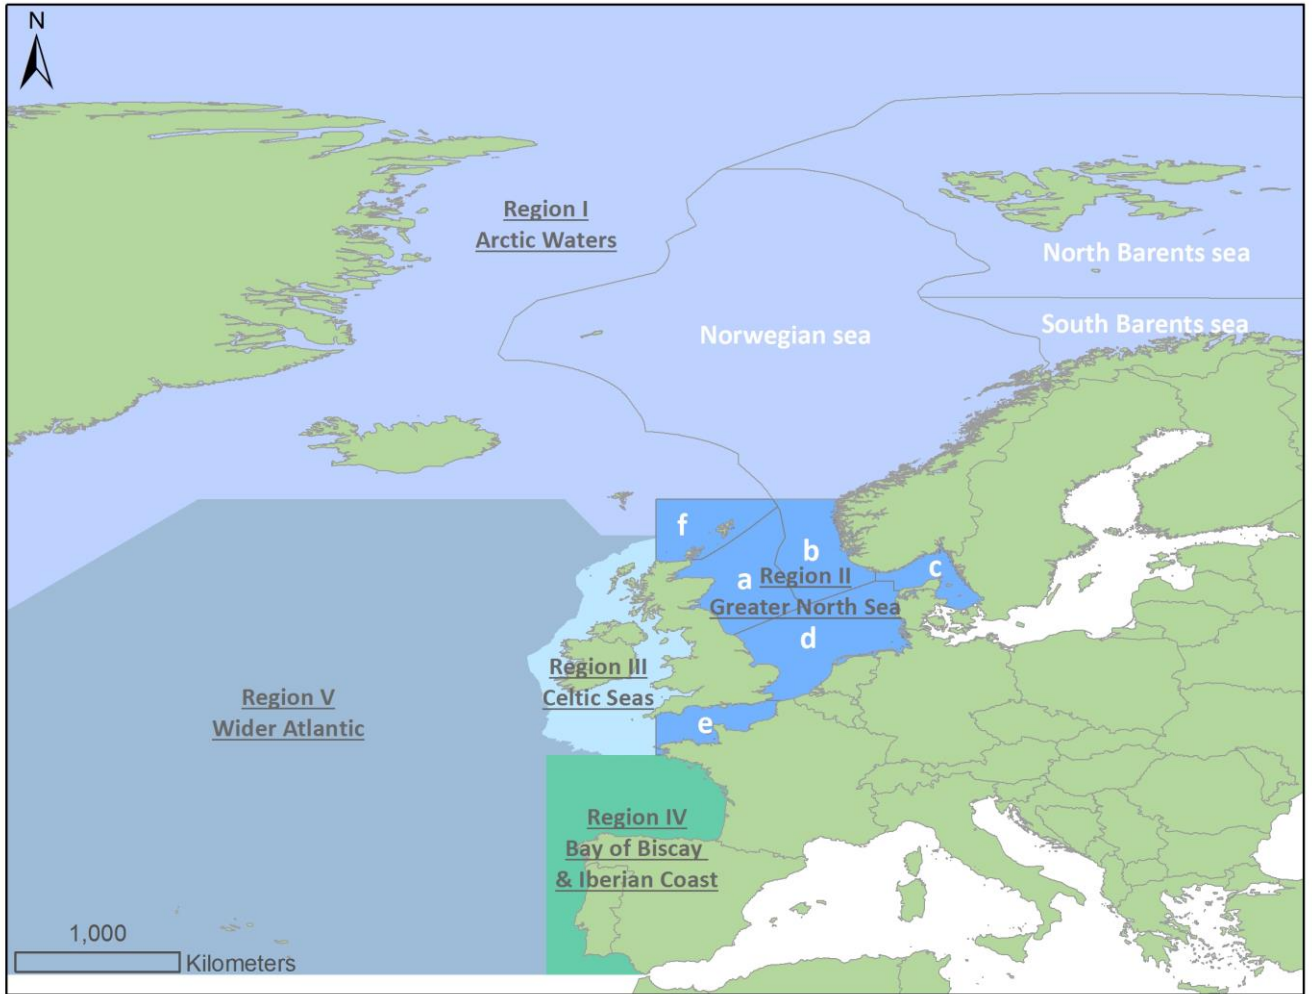 N
Region I
Arctic Waters
North Barents sea
South Barents sea
Norwegian sea
f
b
c
a
Region II
Greater North Sea
d
Region III
Celtic Seas
Region V
Wider Atlantic
e
Region IV
Bay of Biscay
& Iberian Coast
1,000
Kilometers